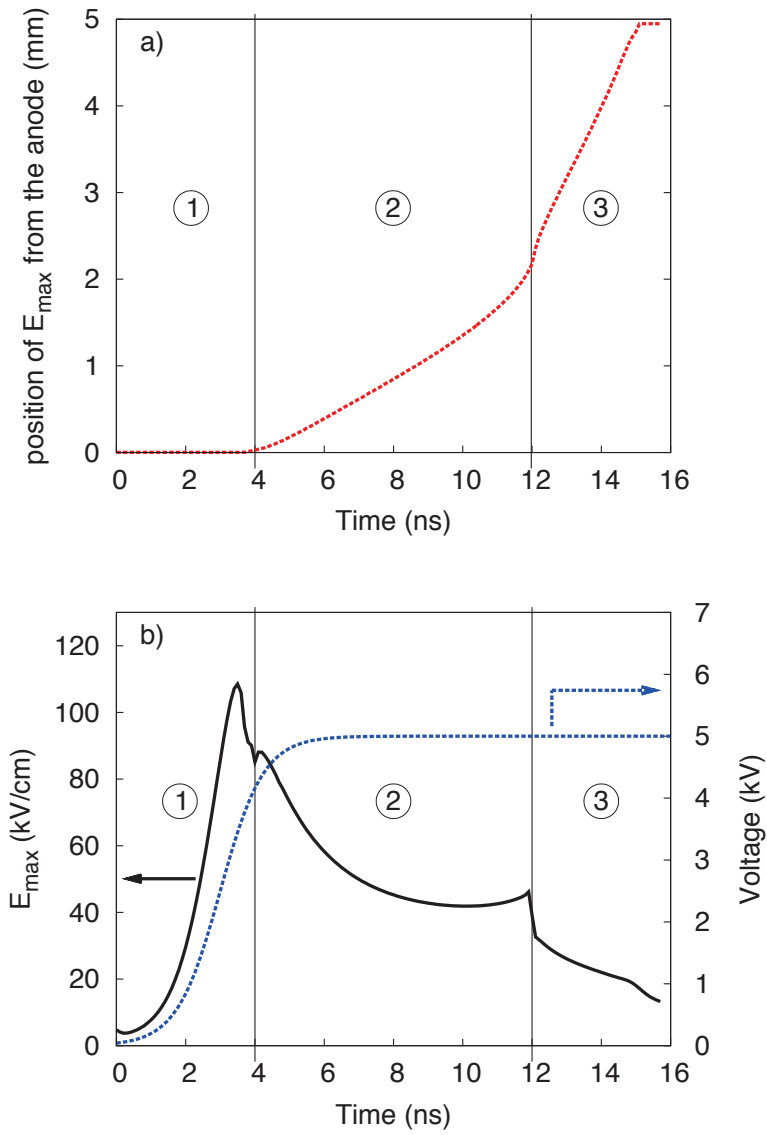 a)
position of Emax from the anode (mm)
5
4
3
2
1
0
① ② ③
0 2 4 6 8 10 12 14 16
Time (ns)
b)
Emax (kV/cm)
120
100
80
60
40
20
0
① ② ③
7
6
5
4
3
2
1
0
Voltage (kV)
0 2 4 6 8 10 12 14 16
Time (ns)